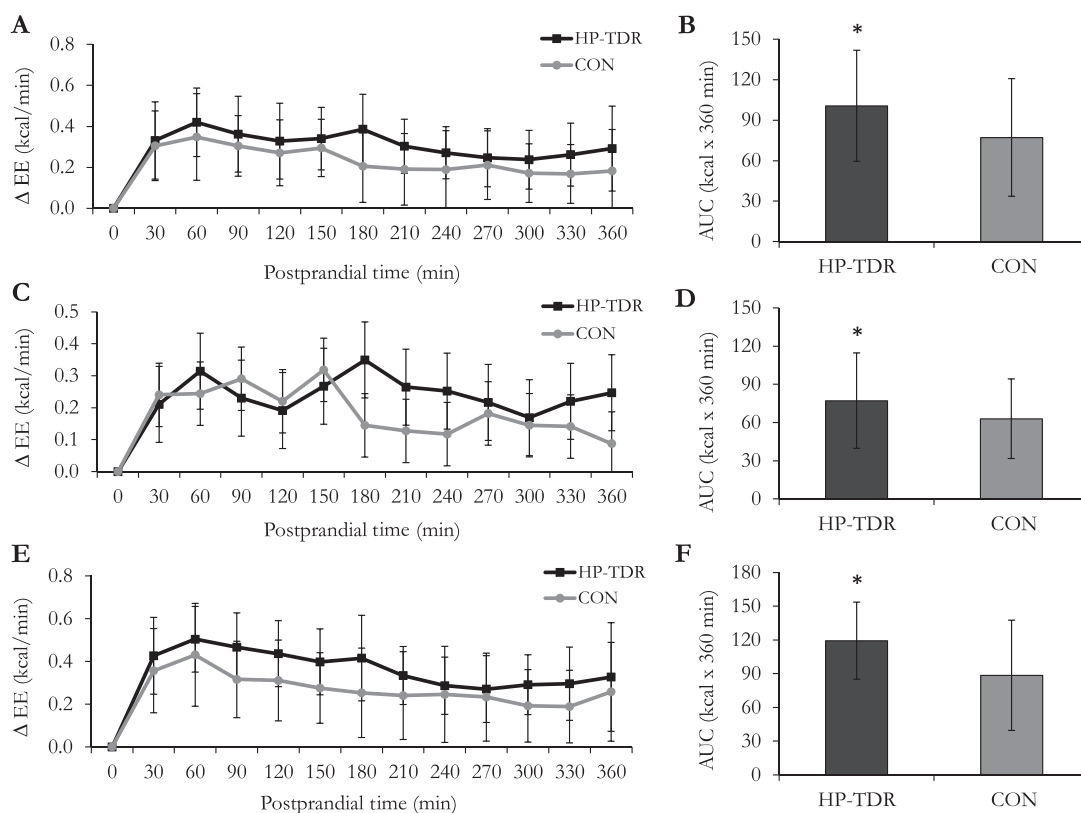 A
HP-TDR
CON
Δ EE (kcal/min)
0.8
0.6
0.4
0.2
0.0
0 30 60 90 120 150 180 210 240 270 300 330 360
Postprandial time (min)
B
AUC (kcal x 360 min)
150
120
90
60
30
0
*
HP-TDR CON
C
HP-TDR
CON
Δ EE (kcal/min)
0.5
0.4
0.3
0.2
0.1
0.0
0 30 60 90 120 150 180 210 240 270 300 330 360
Postprandial time (min)
D
AUC (kcal x 360 min)
150
120
90
60
30
0
*
HP-TDR CON
E
HP-TDR
CON
Δ EE (kcal/min)
0.8
0.6
0.4
0.2
0.0
0 30 60 90 120 150 180 210 240 270 300 330 360
Postprandial time (min)
F
AUC (kcal x 360 min)
180
150
120
90
60
30
0
*
HP-TDR CON